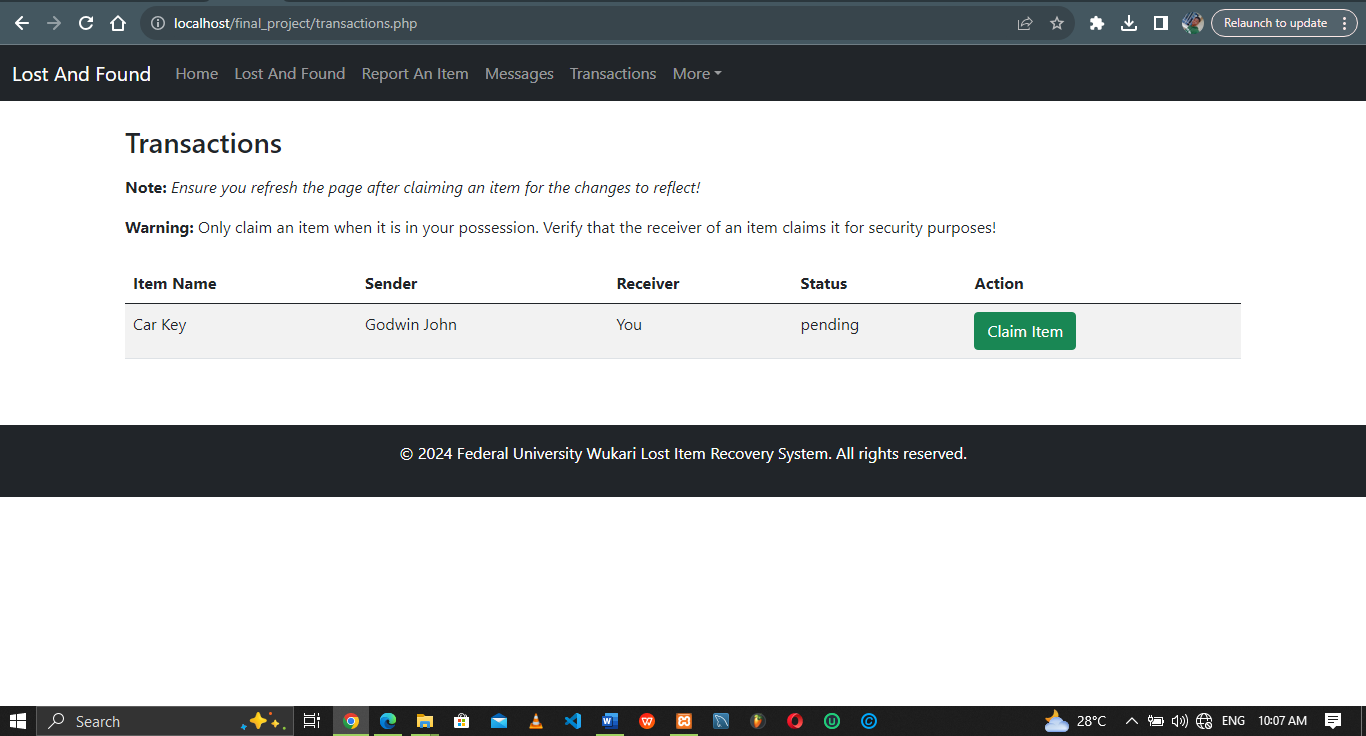 localhost/final_project/transactions.php
Relaunch to update
Lost And Found Home Lost And Found Report An Item Messages Transactions More
Transactions
Note: Ensure you refresh the page after claiming an item for the changes to reflect!
Warning: Only claim an item when it is in your possession. Verify that the receiver of an item claims it for security purposes!
Item Name Sender Receiver Status Action
Car Key Godwin John You pending Claim Item
© 2024 Federal University Wukari Lost Item Recovery System. All rights reserved.
Search 28°C ENG 10:07 AM